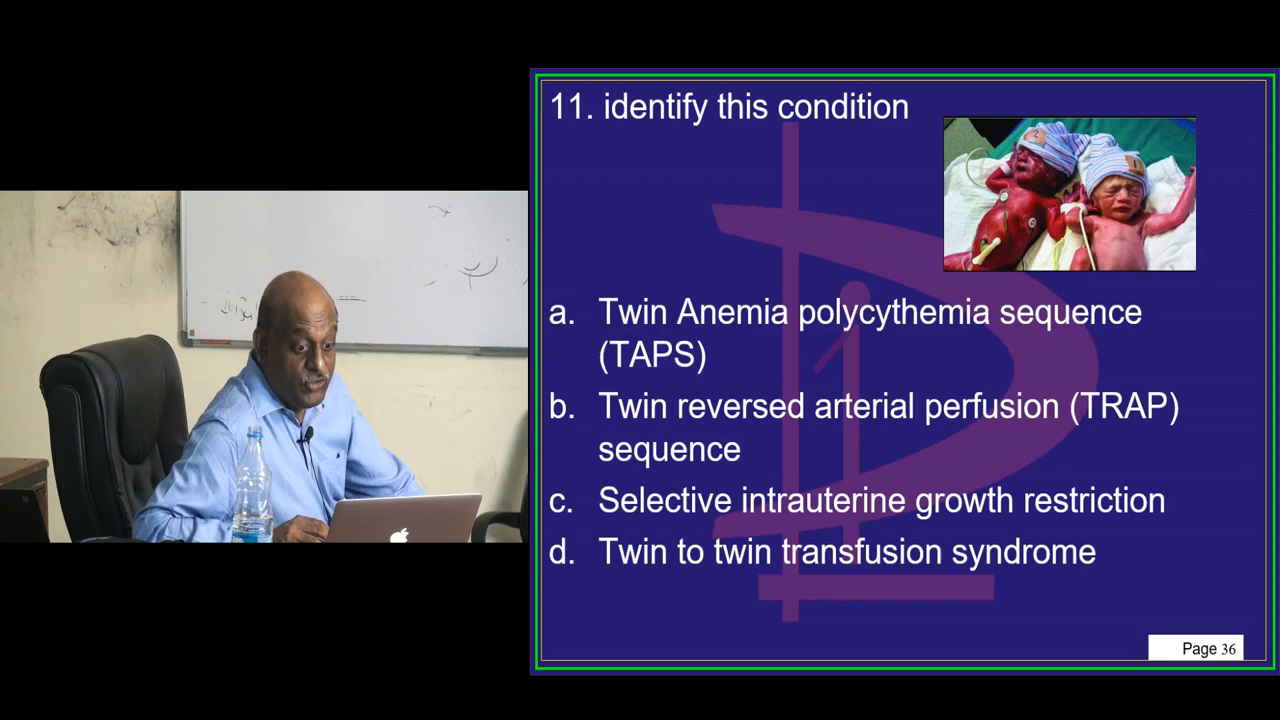 11. identify this condition
a. Twin Anemia polycythemia sequence
(TAPS)
b. Twin reversed arterial perfusion (TRAP)
sequence
c. Selective intrauterine growth restriction
d. Twin to twin transfusion syndrome
Page 36